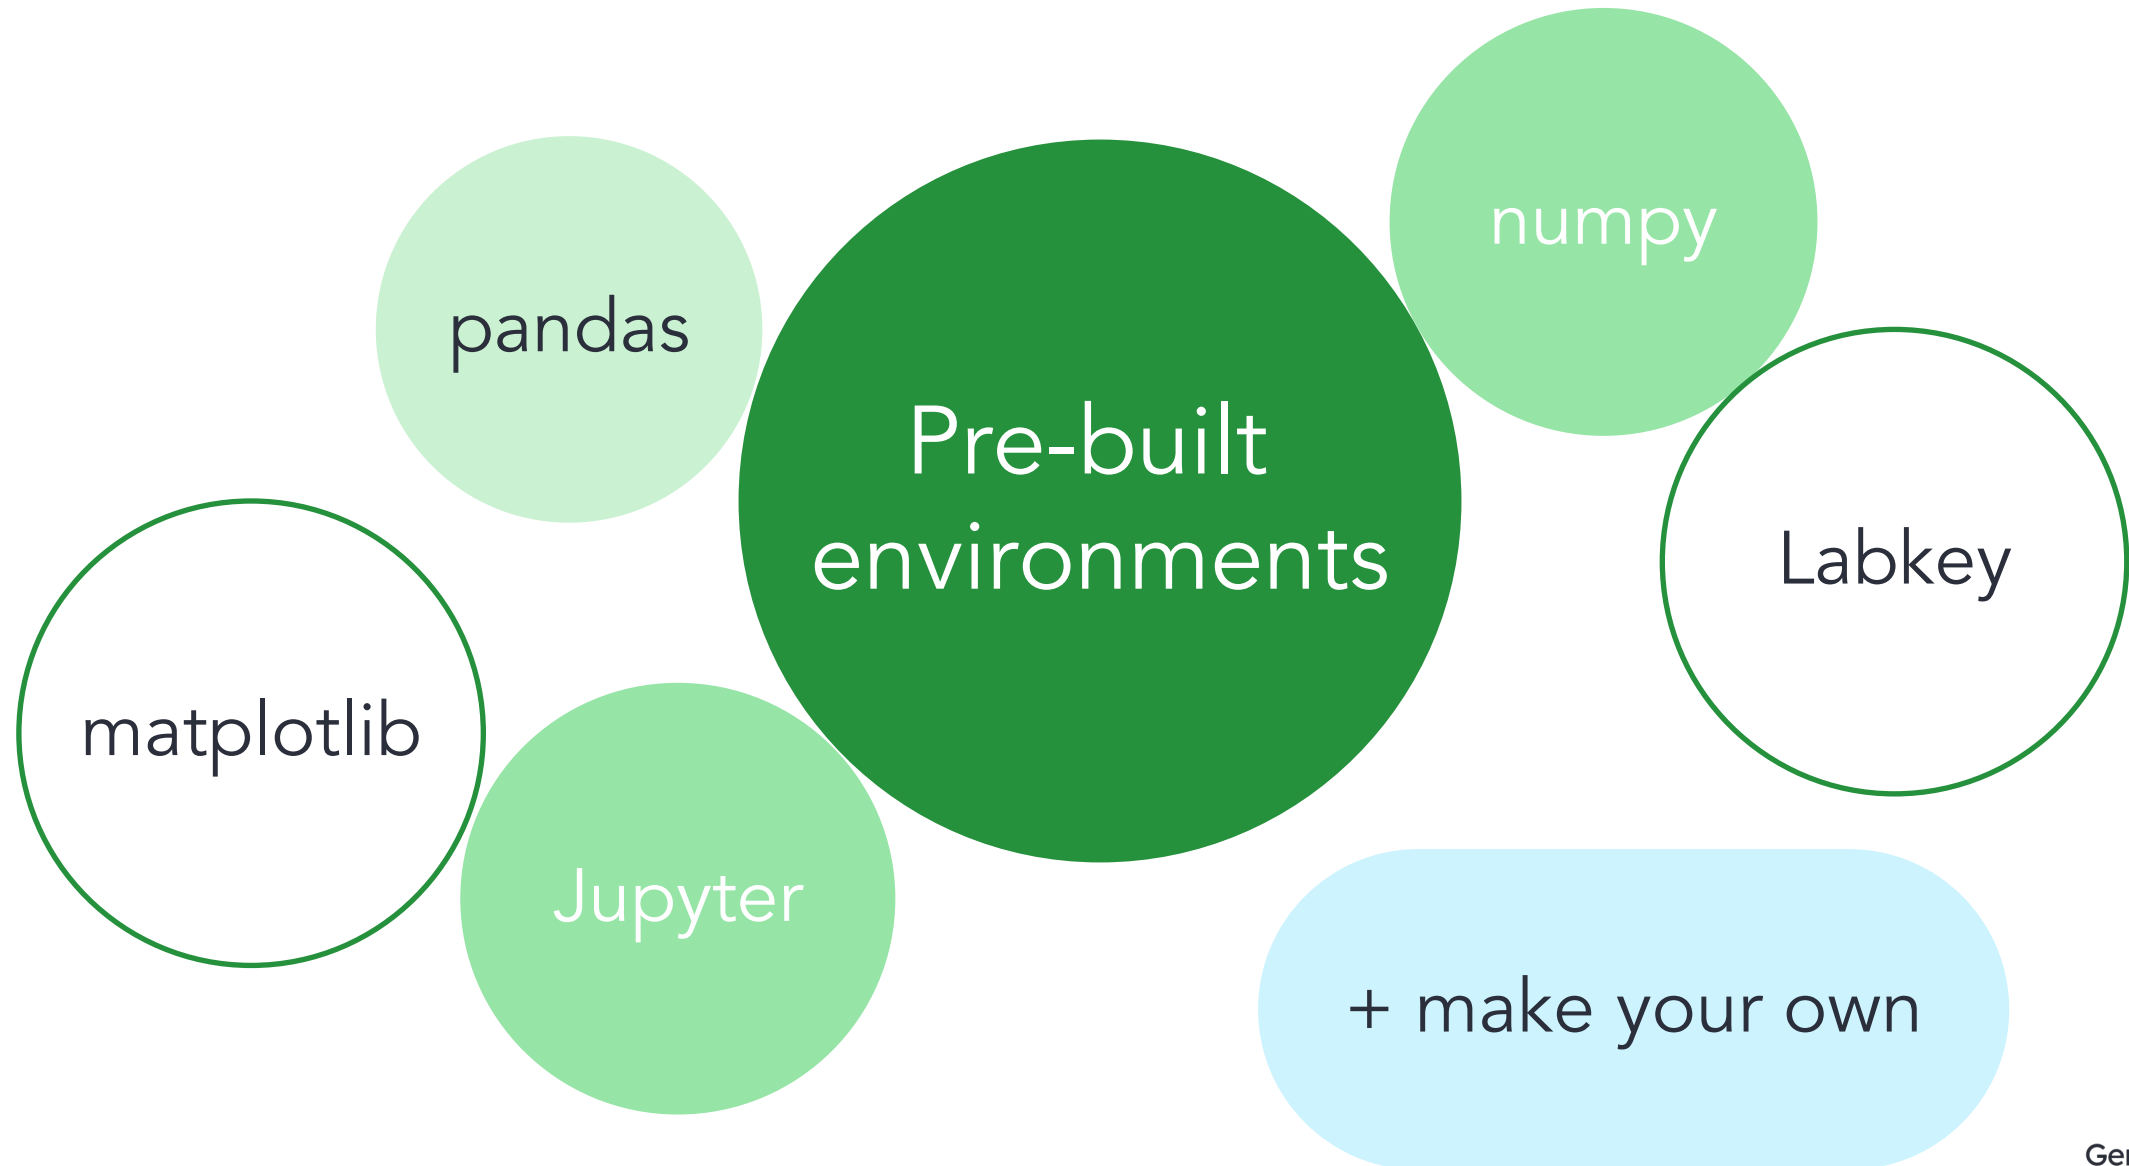 numpy
pandas
Pre-built
environments
Labkey
matplotlib
Jupyter
+ make your own